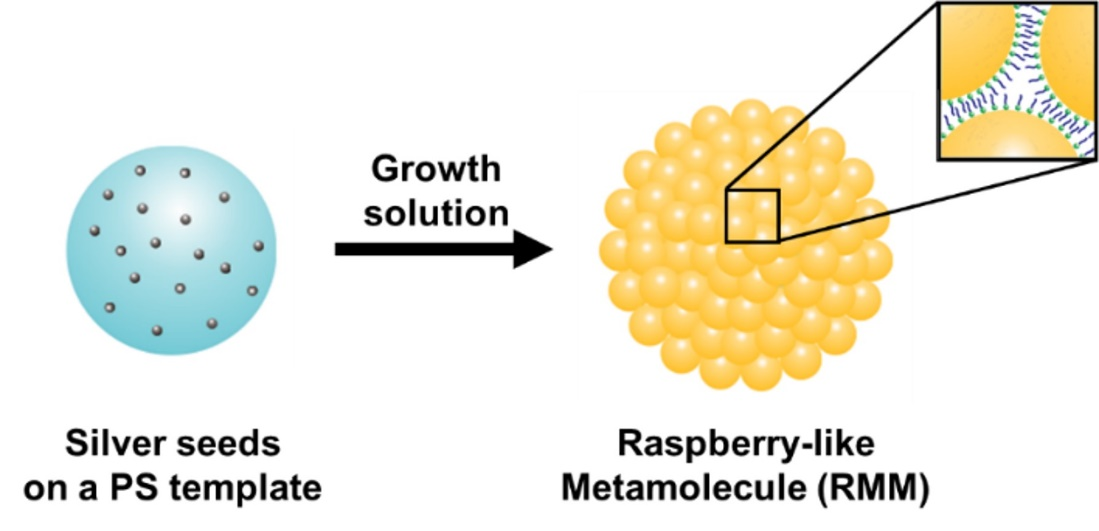 Growth
solution
Silver seeds
on a PS template
Raspberry-like
Metamolecule (RMM)